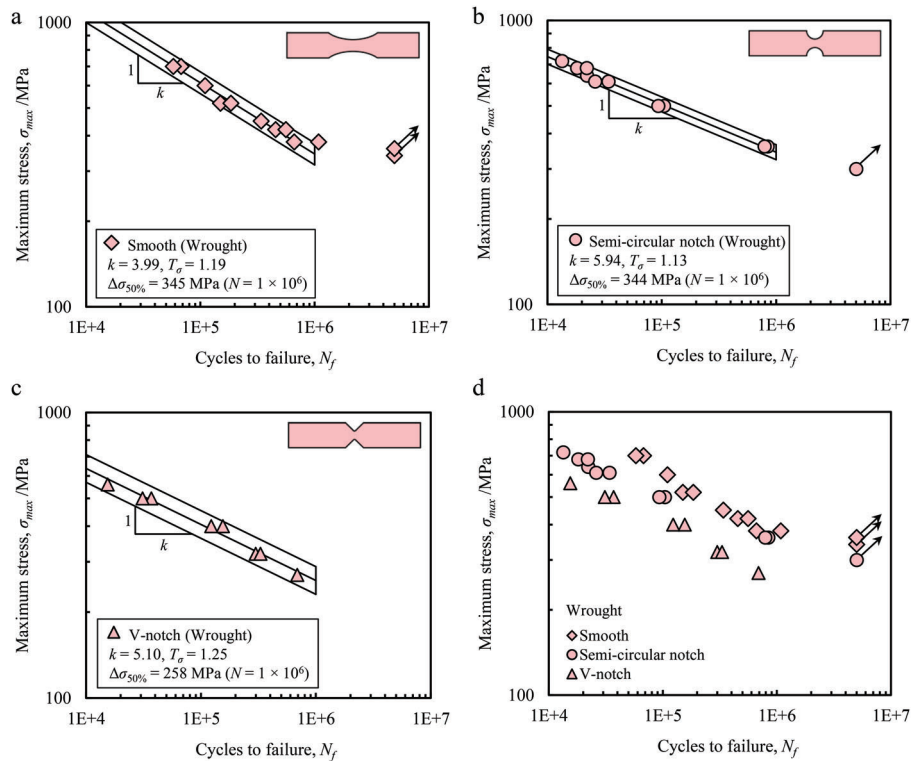 a
1000
Maximum stress, σmax /MPa
1
k
Smooth (Wrought)
k = 3.99, Tσ = 1.19
Δσ50% = 345 MPa (N = 1 × 10⁶)
100
1E+4 1E+5 1E+6 1E+7
Cycles to failure, Nf
b
1000
Maximum stress, σmax /MPa
1
k
Semi-circular notch (Wrought)
k = 5.94, Tσ = 1.13
Δσ50% = 344 MPa (N = 1 × 10⁶)
100
1E+4 1E+5 1E+6 1E+7
Cycles to failure, Nf
c
1000
Maximum stress, σmax /MPa
1
k
V-notch (Wrought)
k = 5.10, Tσ = 1.25
Δσ50% = 258 MPa (N = 1 × 10⁶)
100
1E+4 1E+5 1E+6 1E+7
Cycles to failure, Nf
d
1000
Maximum stress, σmax /MPa
Wrought
Smooth
Semi-circular notch
V-notch
100
1E+4 1E+5 1E+6 1E+7
Cycles to failure, Nf